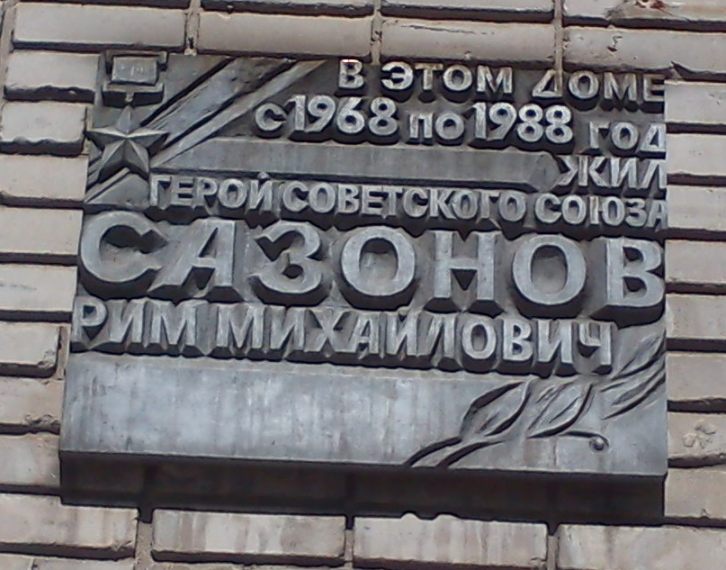 В ЭТОМ ДОМЕ
С 1968 ПО 1988 ГОД
ЖИЛ
ГЕРОЙ СОВЕТСКОГО СОЮЗА
САЗОНОВ
РИМ МИХАЙЛОВИЧ